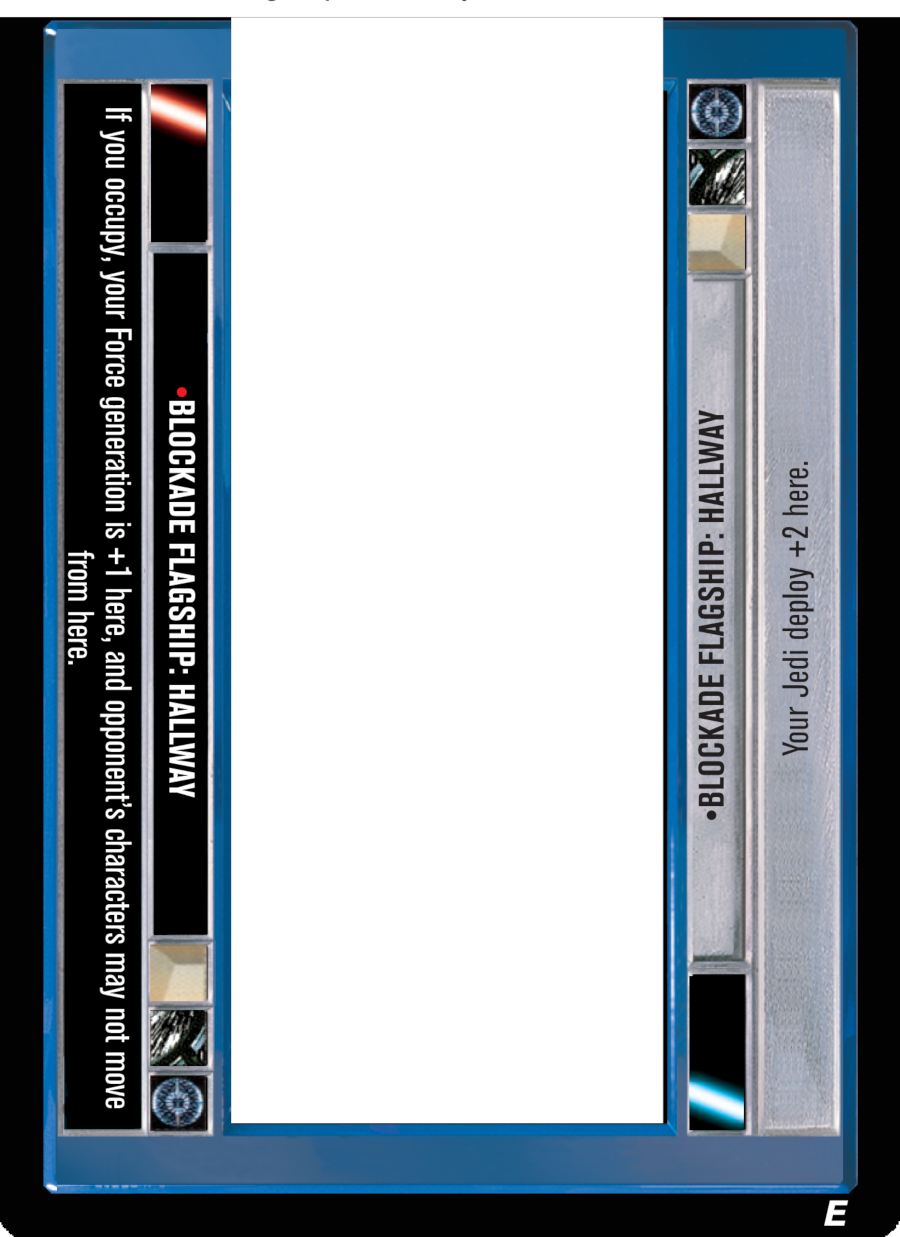 If you occupy, your Force generation is +1 here, and opponent's characters may not move
from here.
•BLOCKADE FLAGSHIP: HALLWAY
•BLOCKADE FLAGSHIP: HALLWAY
Your Jedi deploy +2 here.
E